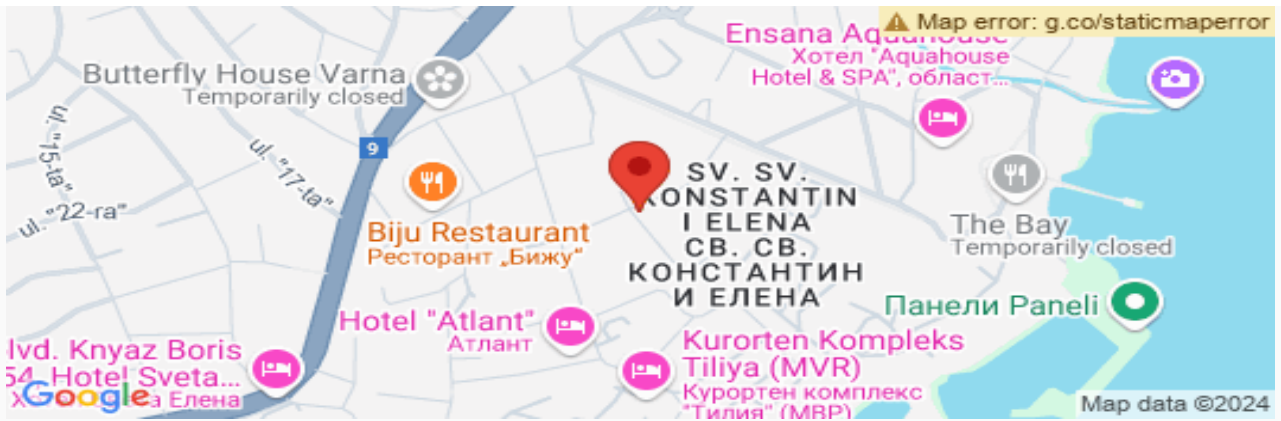 Map error: g.co/staticmaperror
Ensana Aquahouse
Хотел "Aquahouse
Hotel & SPA", област...
Butterfly House Varna
Temporarily closed
9
ul. "15-ta"
ul. "17-ta"
ul. "22-ra"
SV. SV.
KONSTANTIN
I ELENA
СВ. СВ.
КОНСТАНТИН
И ЕЛЕНА
Biju Restaurant
Ресторант „Бижу“
The Bay
Temporarily closed
Панели Paneli
Hotel "Atlant"
Атлант
Kurorten Kompleks
Tiliya (MVR)
Курортен комплекс
"Тилия" (МВР)
lvd. Knyaz Boris
54, Hotel Sveta...
Елена
Google
Map data ©2024